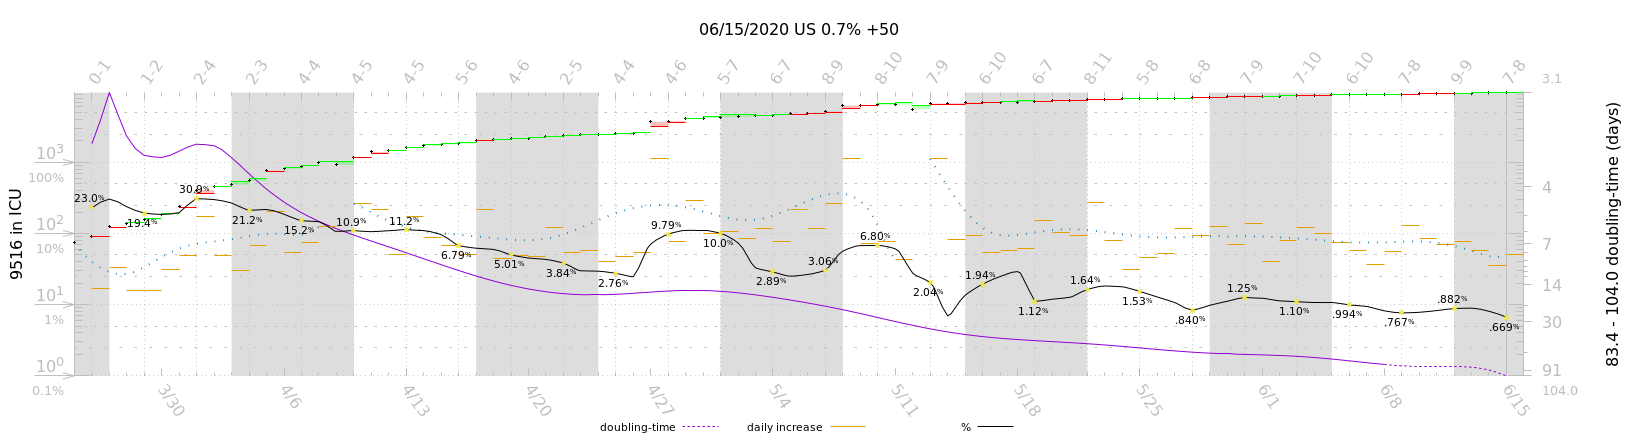 06/15/2020 US 0.7% +50
0-1 1-2 2-4 2-3 4-4 4-5 4-5 5-6 4-6 2-5 4-4 4-6 5-7 6-7 8-9 8-10 7-9 6-10 6-7 8-11 5-8 6-8 7-9 7-10 6-10 7-8 9-9 7-8
9516 in ICU
10³
100%
10²
10%
10¹
1%
10⁰
0.1%
23.0% 19.4% 30.9% 21.2% 15.2% 10.9% 11.2% 6.79% 5.01% 3.84% 2.76% 9.79% 10.0% 2.89% 3.06% 6.80% 2.04% 1.94% 1.12% 1.64% 1.53% .840% 1.25% 1.10% .994% .767% .882% .669%
3.1
4
7
14
30
91
104.0
83.4 - 104.0 doubling-time (days)
3/30 4/6 4/13 4/20 4/27 5/4 5/11 5/18 5/25 6/1 6/8 6/15
doubling-time daily increase %